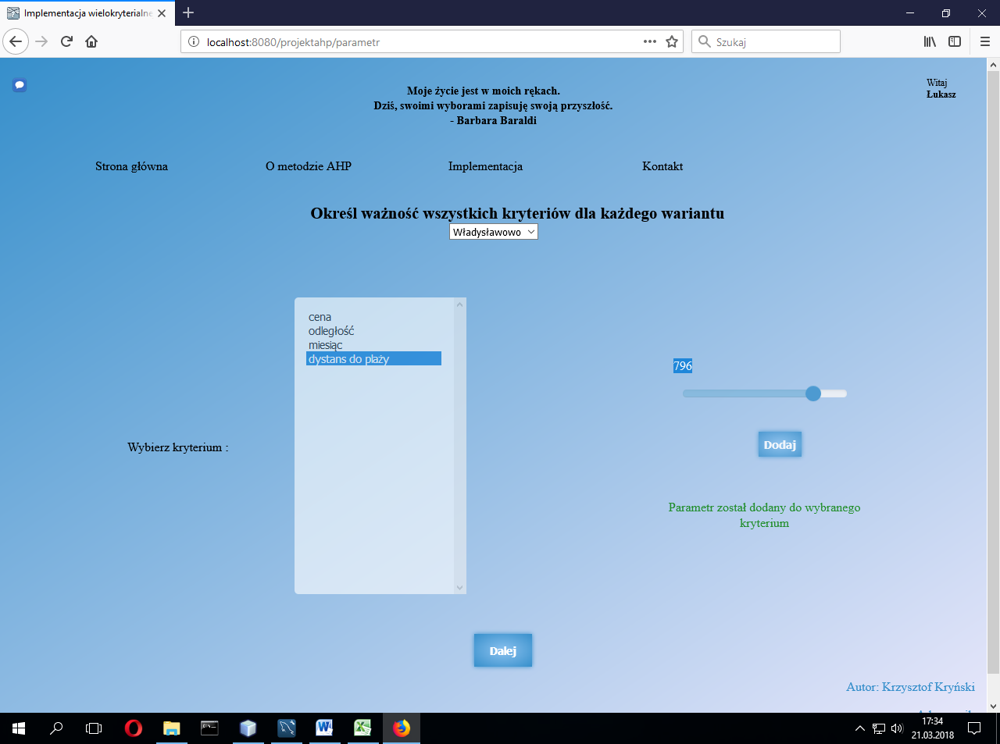 Implementacja wielokryterialne
localhost:8080/projektahp/parametr
Szukaj
Witaj
Łukasz
Moje życie jest w moich rękach.
Dziś, swoimi wyborami zapisuję swoją przyszłość.
- Barbara Baraldi
Strona główna
O metodzie AHP
Implementacja
Kontakt
Określ ważność wszystkich kryteriów dla każdego wariantu
Władysławowo
Wybierz kryterium :
cena
odległość
miesiąc
dystans do plaży
796
Dodaj
Parametr został dodany do wybranego
kryterium
Dalej
Autor: Krzysztof Kryński
17:34
21.03.2018